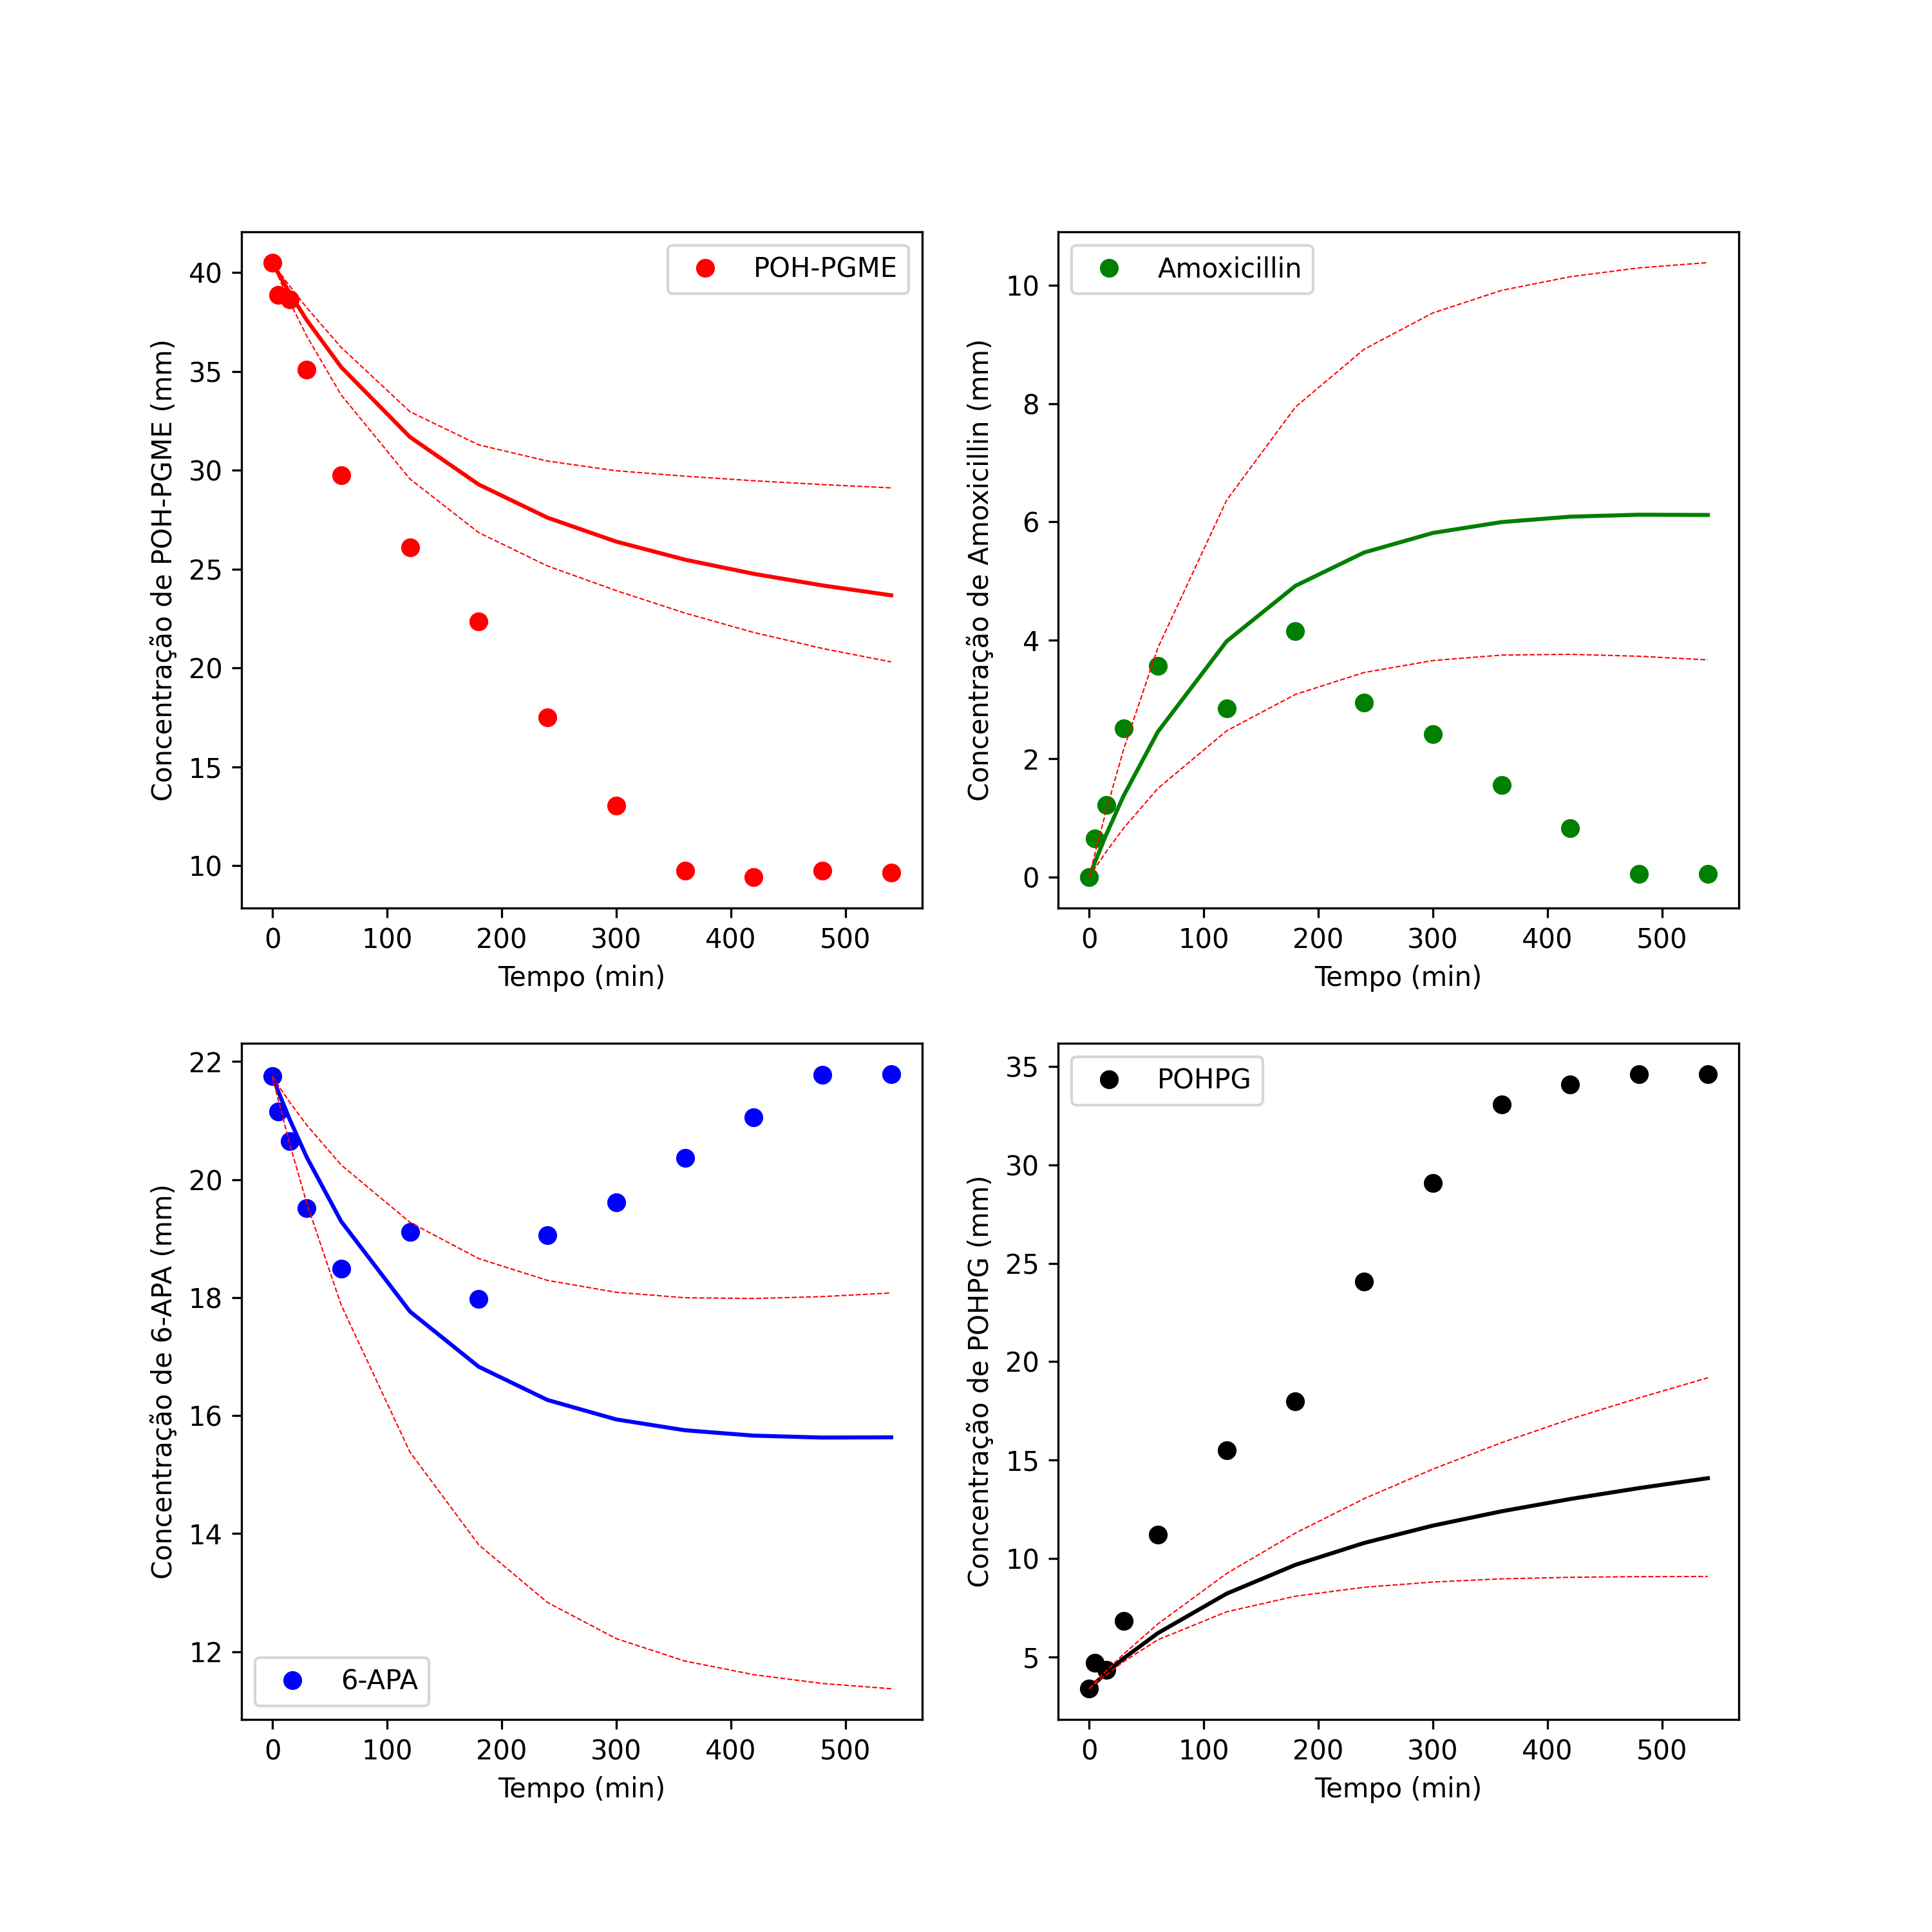 POH-PGME
40
35
30
25
20
15
10
Concentração de POH-PGME (mm)
0 100 200 300 400 500
Tempo (min)
Amoxicillin
10
8
6
4
2
0
Concentração de Amoxicillin (mm)
0 100 200 300 400 500
Tempo (min)
22
20
18
16
14
12
Concentração de 6-APA (mm)
6-APA
0 100 200 300 400 500
Tempo (min)
POHPG
35
30
25
20
15
10
5
Concentração de POHPG (mm)
0 100 200 300 400 500
Tempo (min)